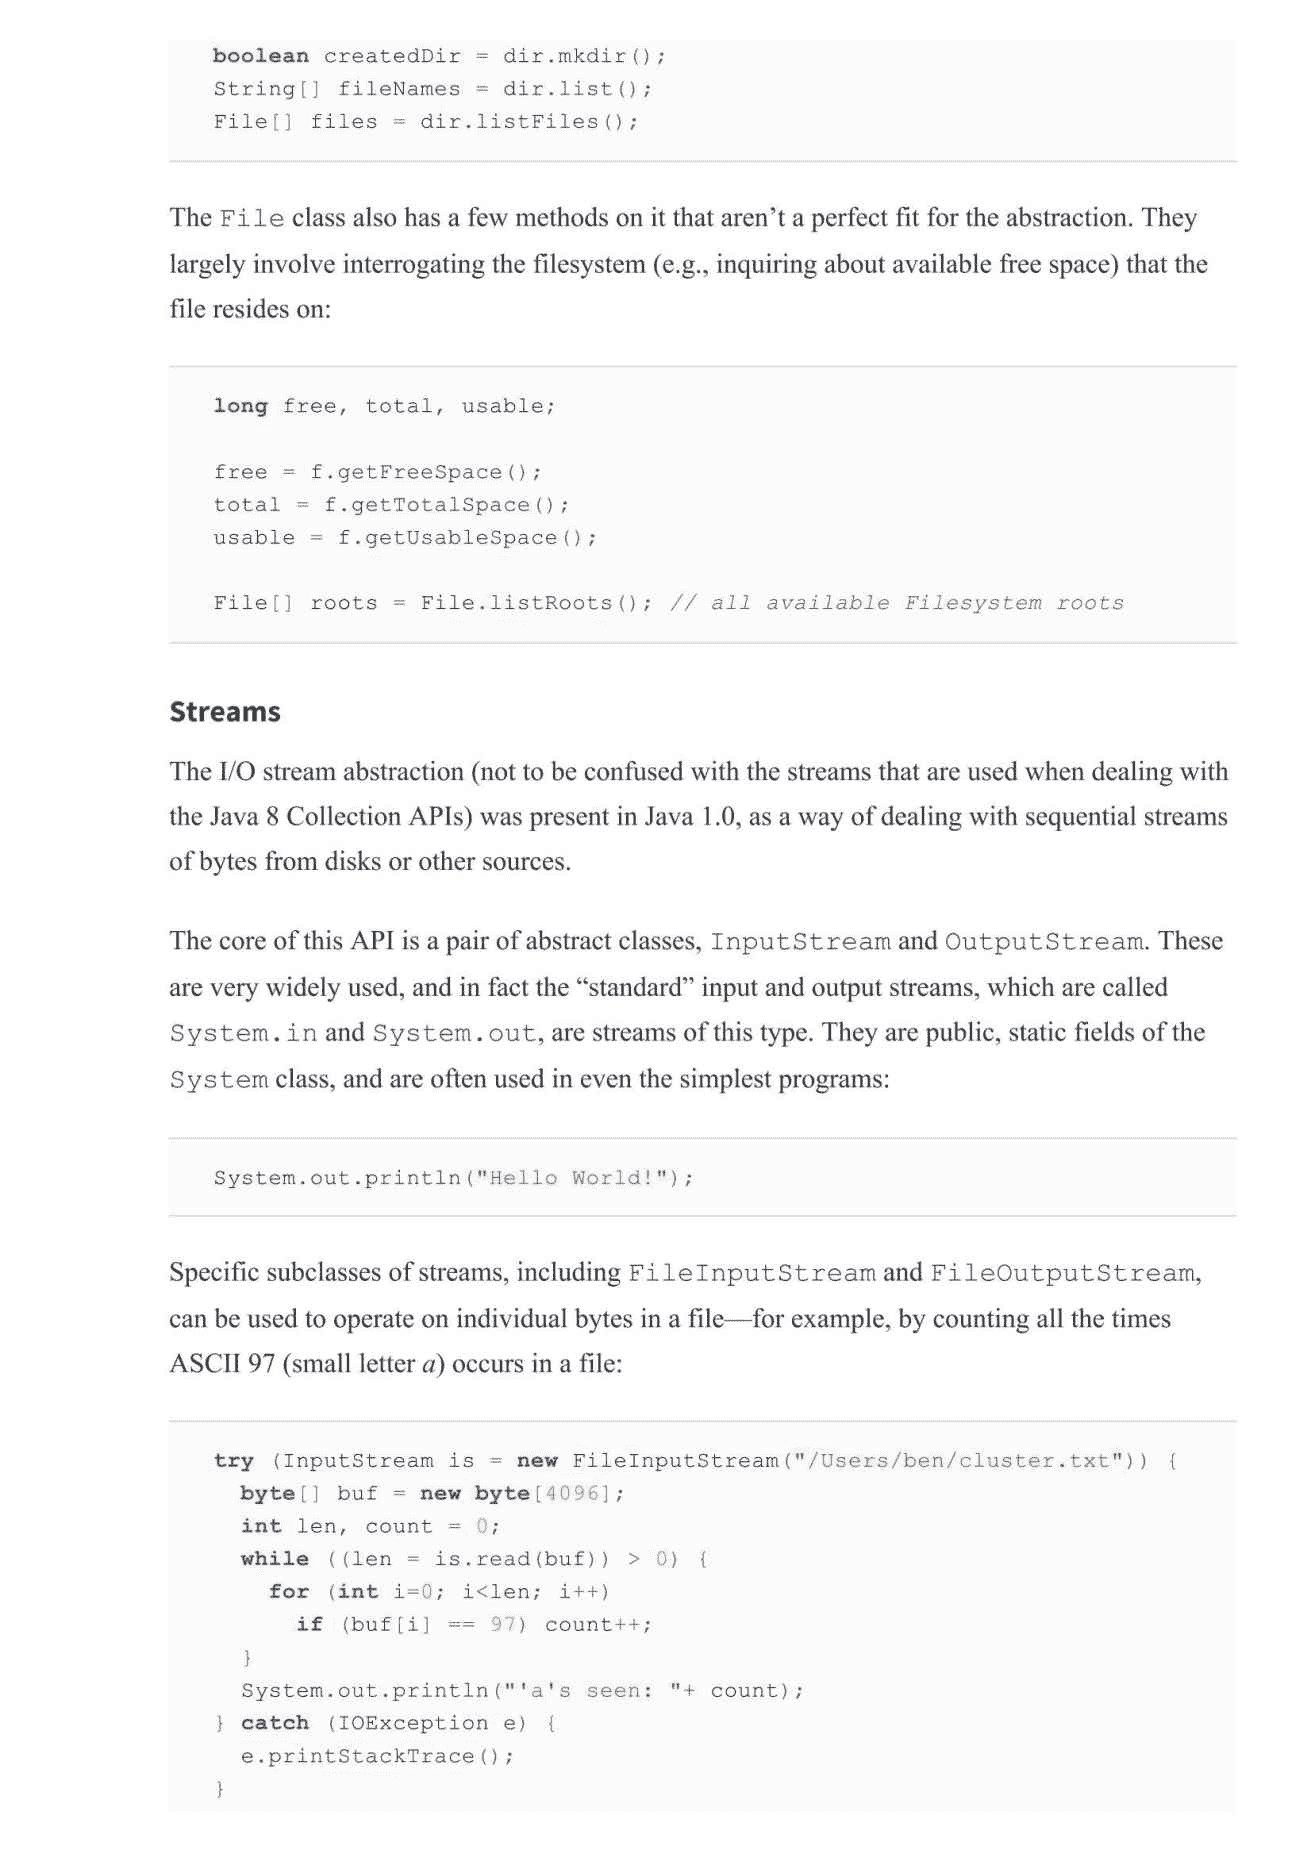 boolean createdDir = dir.mkdir();
String[] fileNames = dir.list();
File[] files = dir.listFiles();
The File class also has a few methods on it that aren’t a perfect fit for the abstraction. They
largely involve interrogating the filesystem (e.g., inquiring about available free space) that the
file resides on:
long free, total, usable;
free = f.getFreeSpace();
total = f.getTotalSpace();
usable = f.getUsableSpace();
File[] roots = File.listRoots(); // all available Filesystem roots
Streams
The I/O stream abstraction (not to be confused with the streams that are used when dealing with
the Java 8 Collection APIs) was present in Java 1.0, as a way of dealing with sequential streams
of bytes from disks or other sources.
The core of this API is a pair of abstract classes, InputStream and OutputStream. These
are very widely used, and in fact the “standard” input and output streams, which are called
System.in and System.out, are streams of this type. They are public, static fields of the
System class, and are often used in even the simplest programs:
System.out.println("Hello World!");
Specific subclasses of streams, including FileInputStream and FileOutputStream,
can be used to operate on individual bytes in a file—for example, by counting all the times
ASCII 97 (small letter a) occurs in a file:
try (InputStream is = new FileInputStream("/Users/ben/cluster.txt")) {
  byte[] buf = new byte[4096];
  int len, count = 0;
  while ((len = is.read(buf)) > 0) {
    for (int i=0; i<len; i++)
      if (buf[i] == 97) count++;
  }
  System.out.println("'a's seen: "+ count);
} catch (IOException e) {
  e.printStackTrace();
}